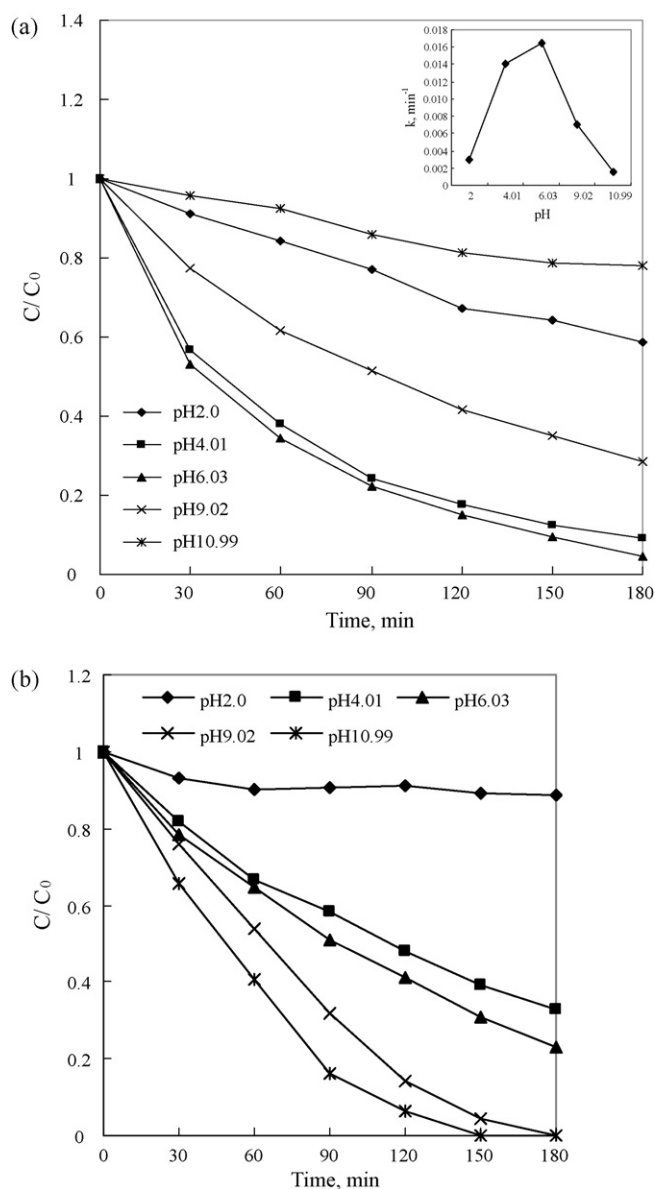 (a)
1.4
1.2
1
0.8
0.6
0.4
0.2
0
C/ C0
0 30 60 90 120 150 180
Time, min
pH2.0
pH4.01
pH6.03
pH9.02
pH10.99
0.018
0.016
0.014
0.012
0.010
0.008
0.006
0.004
0.002
0
k, min-1
2 4.01 6.03 9.02 10.99
pH
(b)
1.2
1
0.8
0.6
0.4
0.2
0
C/ C0
pH2.0 pH4.01 pH6.03
pH9.02 pH10.99
0 30 60 90 120 150 180
Time, min